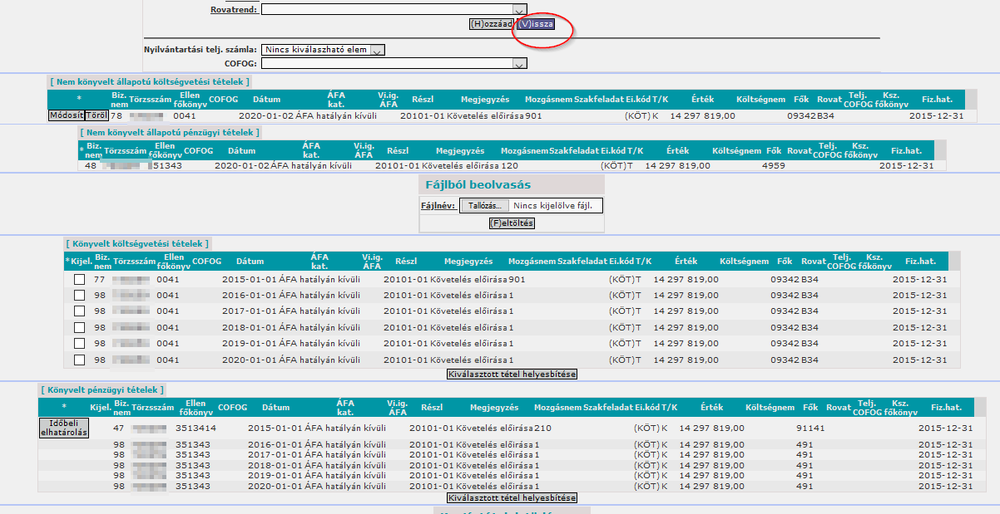 Rovatrend:
(H)ozzáad (V)issza
Nyilvántartási telj. számla: Nincs kiválaszható elem
COFOG:
[ Nem könyvelt állapotú költségvetési tételek ]
* Biz. nem Törzsszám Ellen főkönyv COFOG Dátum ÁFA kat. Vi.ig. ÁFA Részl Megjegyzés Mozgásnem Szakfeladat Ei.kód T/K Érték Költségnem Fők Rovat Telj. COFOG Ksz. főkönyv Fiz.hat.
Módosít Töröl 78 0041 2020-01-02 ÁFA hatályán kívüli 20101-01 Követelés előírása 901 (KÖT) K 14 297 819,00 09342 B34 2015-12-31
[ Nem könyvelt állapotú pénzügyi tételek ]
* Biz. nem Törzsszám Ellen főkönyv COFOG Dátum ÁFA kat. Vi.ig. ÁFA Részl Megjegyzés Mozgásnem Szakfeladat Ei.kód T/K Érték Költségnem Fők Rovat Telj. COFOG Ksz. főkönyv Fiz.hat.
48 351343 2020-01-02 ÁFA hatályán kívüli 20101-01 Követelés előírása 120 (KÖT) T 14 297 819,00 4959 2015-12-31
Fájlból beolvasás
Fájlnév: Tallózás... Nincs kijelölve fájl.
(F)eltöltés
[ Könyvelt költségvetési tételek ]
* Kijel. Biz. nem Törzsszám Ellen főkönyv COFOG Dátum ÁFA kat. Vi.ig. ÁFA Részl Megjegyzés Mozgásnem Szakfeladat Ei.kód T/K Érték Költségnem Fők Rovat Telj. COFOG Ksz. főkönyv Fiz.hat.
77 0041 2015-01-01 ÁFA hatályán kívüli 20101-01 Követelés előírása 901 (KÖT) T 14 297 819,00 09342 B34 2015-12-31
98 0041 2016-01-01 ÁFA hatályán kívüli 20101-01 Követelés előírása 1 (KÖT) T 14 297 819,00 09342 B34 2015-12-31
98 0041 2017-01-01 ÁFA hatályán kívüli 20101-01 Követelés előírása 1 (KÖT) T 14 297 819,00 09342 B34 2015-12-31
98 0041 2018-01-01 ÁFA hatályán kívüli 20101-01 Követelés előírása 1 (KÖT) T 14 297 819,00 09342 B34 2015-12-31
98 0041 2019-01-01 ÁFA hatályán kívüli 20101-01 Követelés előírása 1 (KÖT) T 14 297 819,00 09342 B34 2015-12-31
98 0041 2020-01-01 ÁFA hatályán kívüli 20101-01 Követelés előírása 1 (KÖT) T 14 297 819,00 09342 B34 2015-12-31
Kiválasztott tétel helyesbítése
[ Könyvelt pénzügyi tételek ]
* Kijel. Biz. nem Törzsszám Ellen főkönyv COFOG Dátum ÁFA kat. Vi.ig. ÁFA Részl Megjegyzés Mozgásnem Szakfeladat Ei.kód T/K Érték Költségnem Fők Rovat Telj. COFOG Ksz. főkönyv Fiz.hat.
Időbeli elhatárolás 47 3513414 2015-01-01 ÁFA hatályán kívüli 20101-01 Követelés előírása 210 (KÖT) K 14 297 819,00 91141 2015-12-31
98 351343 2016-01-01 ÁFA hatályán kívüli 20101-01 Követelés előírása 1 (KÖT) K 14 297 819,00 491 2015-12-31
98 351343 2017-01-01 ÁFA hatályán kívüli 20101-01 Követelés előírása 1 (KÖT) K 14 297 819,00 491 2015-12-31
98 351343 2018-01-01 ÁFA hatályán kívüli 20101-01 Követelés előírása 1 (KÖT) K 14 297 819,00 491 2015-12-31
98 351343 2019-01-01 ÁFA hatályán kívüli 20101-01 Követelés előírása 1 (KÖT) K 14 297 819,00 491 2015-12-31
98 351343 2020-01-01 ÁFA hatályán kívüli 20101-01 Követelés előírása 1 (KÖT) K 14 297 819,00 491 2015-12-31
Kiválasztott tétel helyesbítése